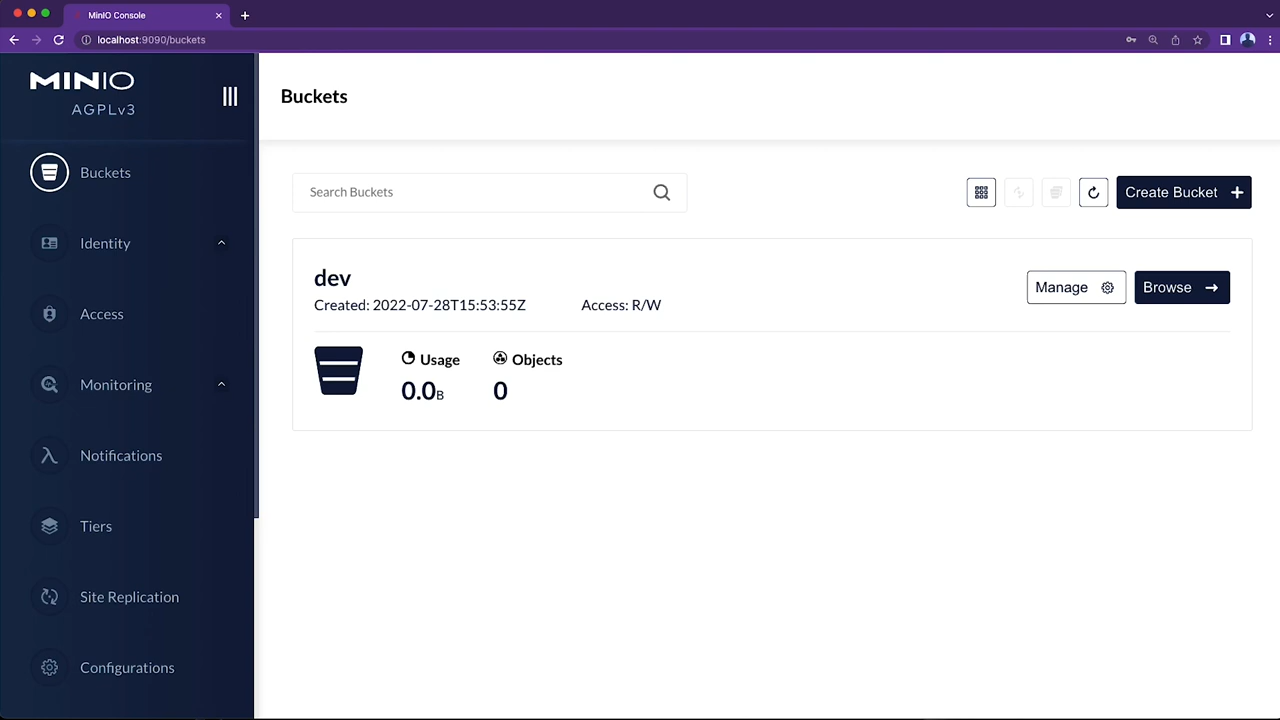 MinIO Console
localhost:9090/buckets
MINIO
AGPLv3
Buckets
Identity
Access
Monitoring
Notifications
Tiers
Site Replication
Configurations
Buckets
Search Buckets
Create Bucket
dev
Created: 2022-07-28T15:53:55Z Access: R/W
Manage
Browse
Usage Objects
0.0B 0